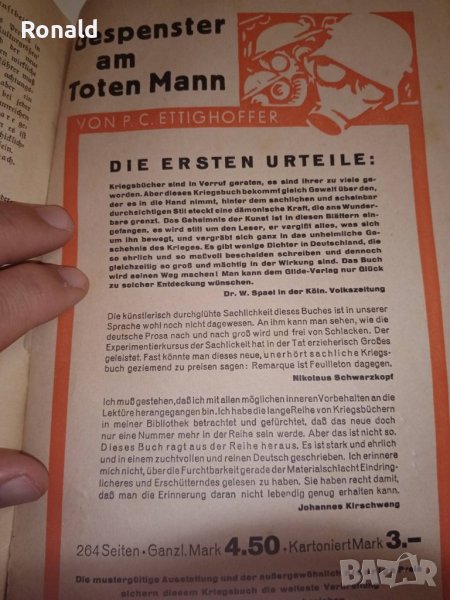 Ronald
Gespenster
am
Toten Mann
VON P. C. ETTIGHOFFER
DIE ERSTEN URTEILE:
Kriegsbücher sind in Verruf geraten, es sind ihrer zu viele ge-
worden. Aber dieses Kriegsbuch bekommt gleich Gewalt über den,
der es in die Hand nimmt, hinter dem sachlichen und scheinbar
durchsichtigen Stil steckt eine dämonische Kraft, die ans Wunder-
bare grenzt. Das Geheimnis der Kunst ist in diesen Blättern ein-
gefangen, es wird still um den Leser, er vergißt alles, was sich
um ihn bewegt, und vergräbt sich ganz in das unheimliche Ge-
schehnis des Krieges. Es gibt wenige Dichter in Deutschland, die
so ehrlich und so maßvoll bescheiden schreiben und dennoch
gleichzeitig so groß und mächtig in der Wirkung sind. Das Buch
wird seinen Weg machen! Man kann dem Gilde-Verlag nur Glück
zu solcher Entdeckung wünschen.
Dr. W. Spael in der Köln. Volkszeitung
Die künstlerisch durchglühte Sachlichkeit dieses Buches ist in unserer
Sprache wohl noch nicht dagewesen. An ihm kann man sehen, wie die
deutsche Prosa nach und nach groß wird und frei von Schlacken. Der
Experimentierkursus der Sachlickeit hat in der Tat erzieherisch Großes
geleistet. Fast könnte man dieses neue, unerhört sachliche Kriegs-
buch geziemend zu preisen sagen: Remarque ist Feuilleton dagegen.
Nikolaus Schwarzkopf
Ich muß gestehen, daß ich mit allen möglichen inneren Vorbehalten an die
Lektüre herangegangen bin. Ich habe die lange Reihe von Kriegsbüchern
in meiner Bibliothek betrachtet und gefürchtet, daß das neue doch
nur eine Nummer mehr in der Reihe sein werde. Aber das ist nicht so.
Dieses Buch ragt aus der Reihe heraus. Es ist stark und ehrlich
und in einem zuchtvollen und reinen Deutsch geschrieben. Ich erinnere
mich nicht, über die Furchtbarkeit gerade der Materialschlacht Eindring-
licheres und Erschütterndes gelesen zu haben. Sie haben recht damit,
daß man die Erinnerung daran nicht lebendig genug erhalten kann.
Johannes Kirschweng
264 Seiten · Ganzl. Mark 4.50 · Kartoniert Mark 3.–
Die mustergültige Ausstattung und der außergewöhnlich
sichern diesem Kriegsbuch die weiteste Verbreitung
bazar